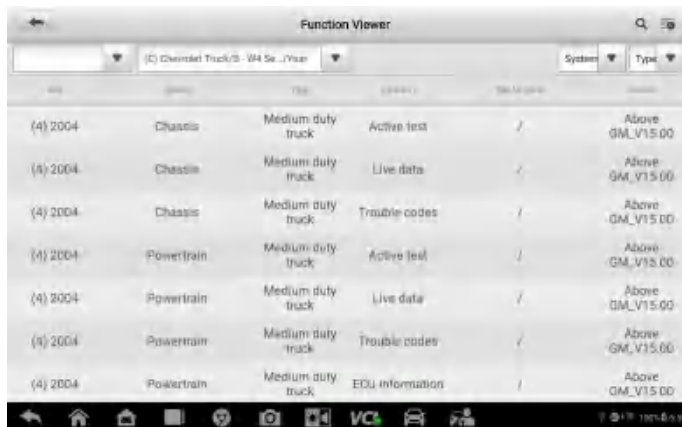 Function Viewer
(C) Chevrolet Truck/S - W4 Se.../Year
System
Type
(4) 2004 Chassis Medium duty truck Active test / Above GM_V15.00
(4) 2004 Chassis Medium duty truck Live data / Above GM_V15.00
(4) 2004 Chassis Medium duty truck Trouble codes / Above GM_V15.00
(4) 2004 Powertrain Medium duty truck Active test / Above GM_V15.00
(4) 2004 Powertrain Medium duty truck Live data / Above GM_V15.00
(4) 2004 Powertrain Medium duty truck Trouble codes / Above GM_V15.00
(4) 2004 Powertrain Medium duty truck ECU information / Above GM_V15.00
VCI